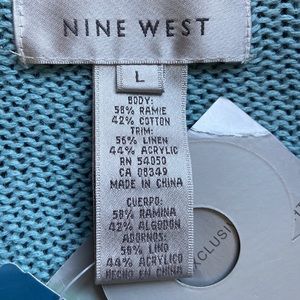 NINE WEST
L
BODY:
58% RAMIE
42% COTTON
TRIM:
56% LINEN
44% ACRYLIC
RN 54050
CA 08349
MADE IN CHINA
CUERPO:
58% RAMINA
42% ALGODON
ADORNOS:
56% LINO
44% ACRYLICO
HECHO EN CHINA